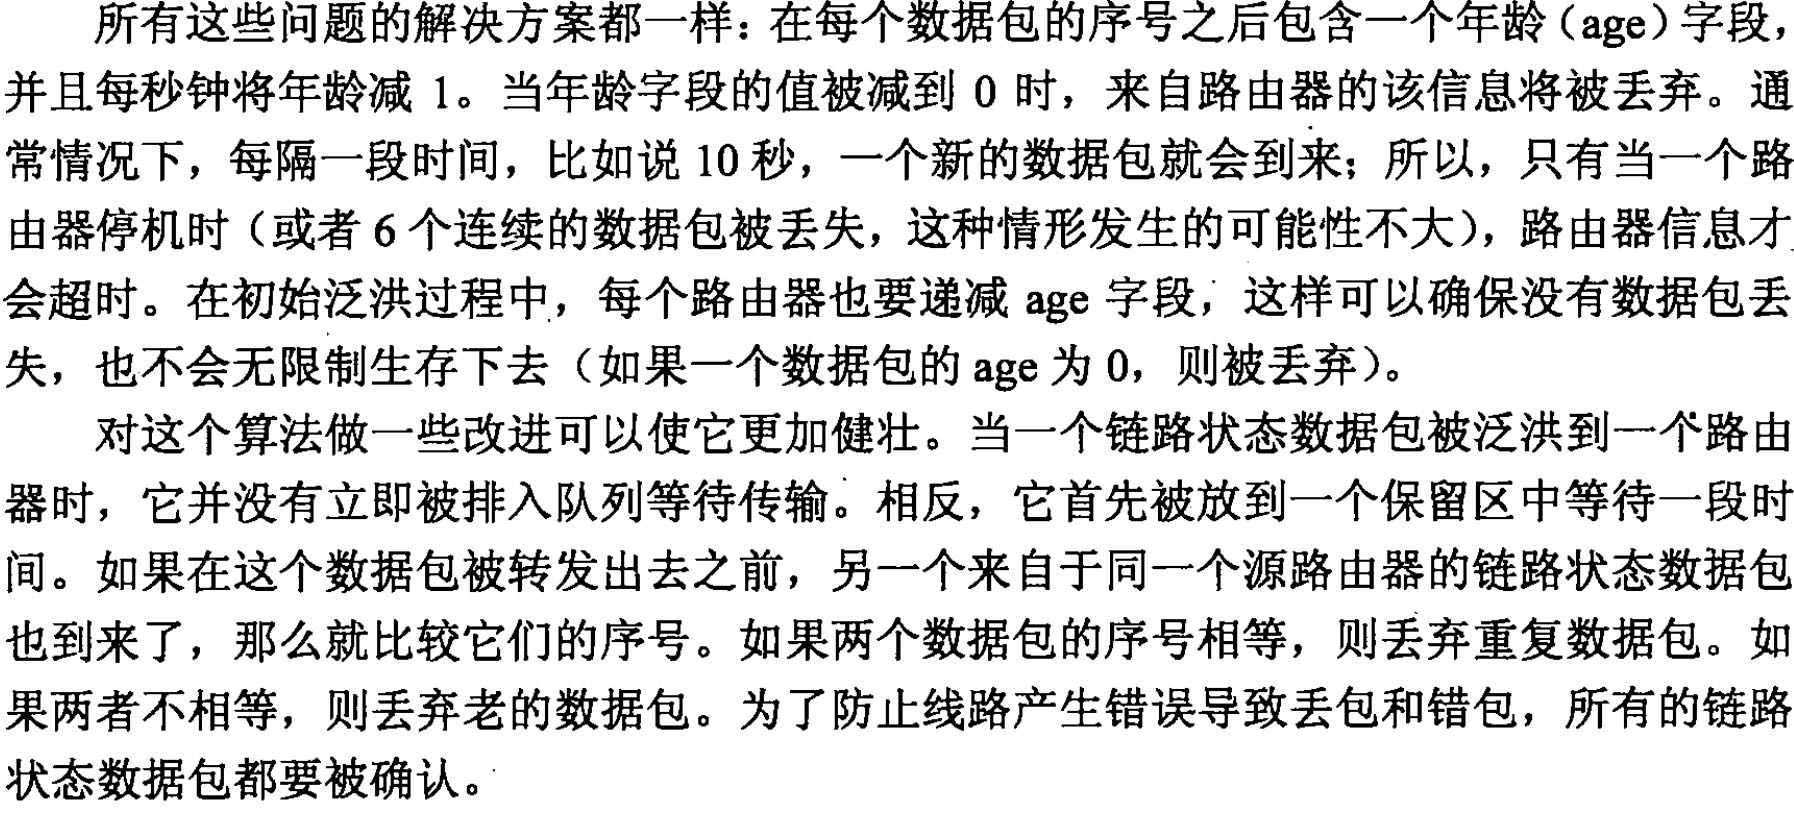 所有这些问题的解决方案都一样：在每个数据包的序号之后包含一个年龄（age）字段，
并且每秒钟将年龄减 1。当年龄字段的值被减到 0 时，来自路由器的该信息将被丢弃。通
常情况下，每隔一段时间，比如说 10 秒，一个新的数据包就会到来；所以，只有当一个路
由器停机时（或者 6 个连续的数据包被丢失，这种情形发生的可能性不大），路由器信息才
会超时。在初始泛洪过程中，每个路由器也要递减 age 字段，这样可以确保没有数据包丢
失，也不会无限制生存下去（如果一个数据包的 age 为 0，则被丢弃）。
对这个算法做一些改进可以使它更加健壮。当一个链路状态数据包被泛洪到一个路由
器时，它并没有立即被排入队列等待传输。相反，它首先被放到一个保留区中等待一段时
间。如果在这个数据包被转发出去之前，另一个来自于同一个源路由器的链路状态数据包
也到来了，那么就比较它们的序号。如果两个数据包的序号相等，则丢弃重复数据包。如
果两者不相等，则丢弃老的数据包。为了防止线路产生错误导致丢包和错包，所有的链路
状态数据包都要被确认。